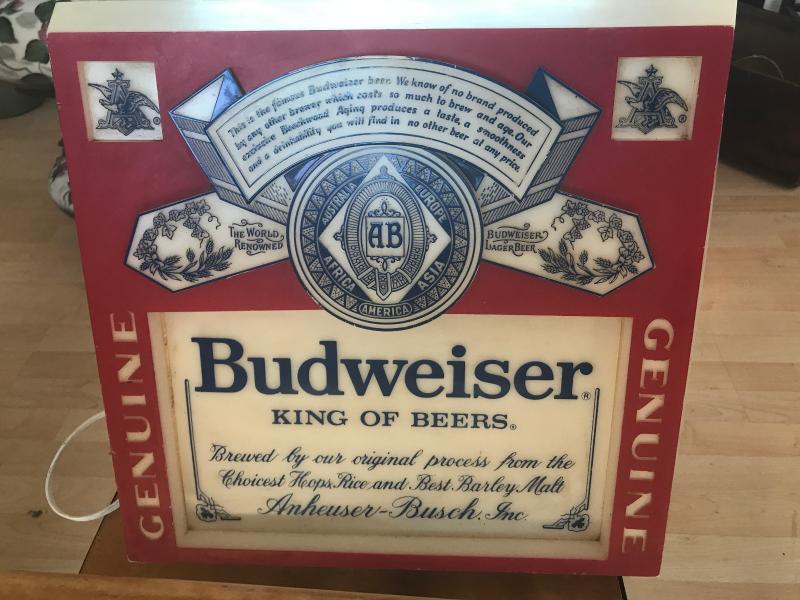 This is the famous Budweiser beer. We know of no brand produced
by any other brewer which costs so much to brew and age. Our
exclusive Beechwood Aging produces a taste, a smoothness
and a drinkability you will find in no other beer at any price.
THE WORLD
RENOWNED
BUDWEISER
LAGER BEER
AUSTRALIA
EUROPE
AFRICA
ASIA
AMERICA
AB
GENUINE
GENUINE
Budweiser®
KING OF BEERS®
Brewed by our original process from the
Choicest Hops, Rice and Best Barley Malt
Anheuser-Busch, Inc.